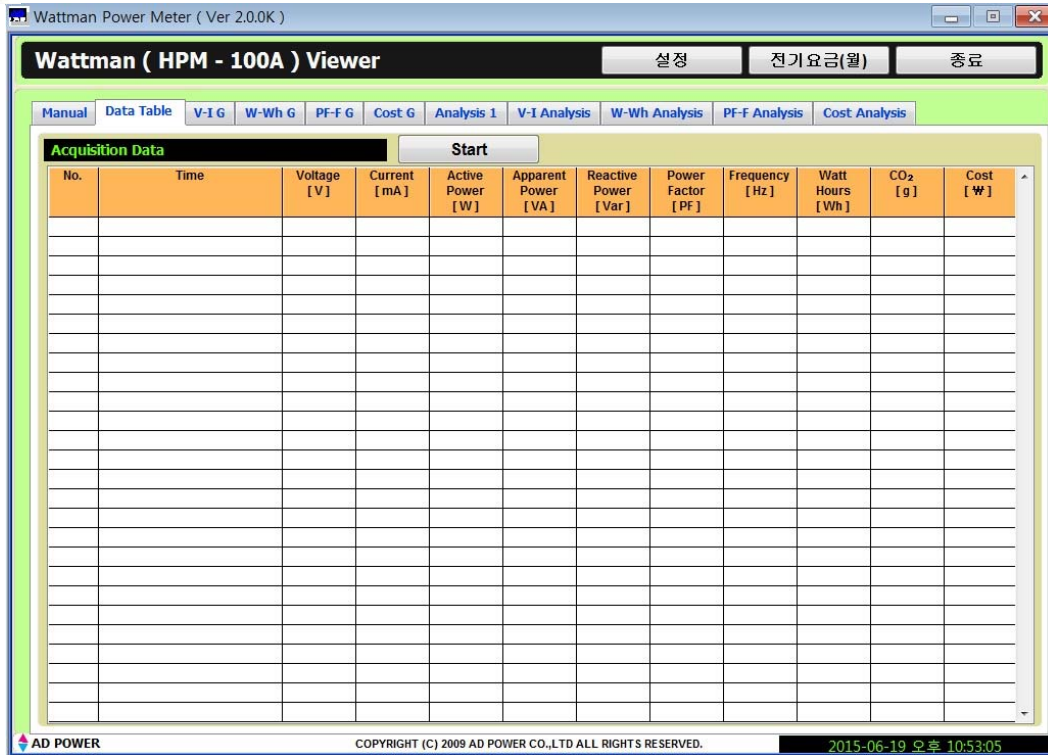 Wattman Power Meter ( Ver 2.0.0K )
Wattman ( HPM - 100A ) Viewer
설정
전기요금(월)
종료
Manual
Data Table
V-I G
W-Wh G
PF-F G
Cost G
Analysis 1
V-I Analysis
W-Wh Analysis
PF-F Analysis
Cost Analysis
Acquisition Data
Start
No.
Time
Voltage
[ V ]
Current
[ mA ]
Active
Power
[ W ]
Apparent
Power
[ VA ]
Reactive
Power
[ Var ]
Power
Factor
[ PF ]
Frequency
[ Hz ]
Watt
Hours
[ Wh ]
CO₂
[ g ]
Cost
[ ₩ ]
AD POWER
COPYRIGHT (C) 2009 AD POWER CO.,LTD ALL RIGHTS RESERVED.
2015-06-19 오후 10:53:05